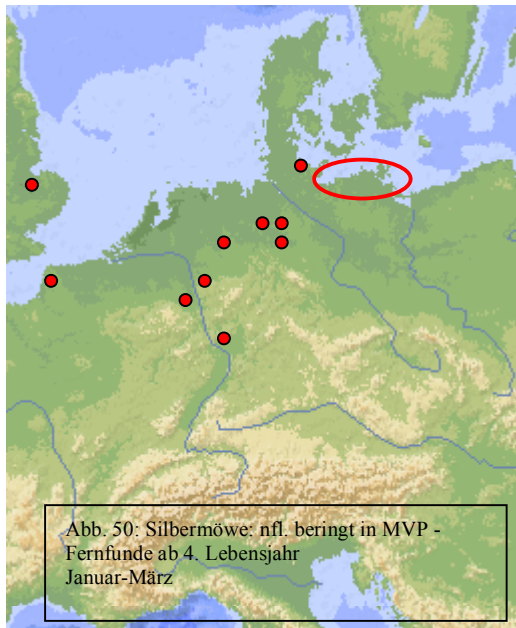 Abb. 50: Silbermöwe: nfl. beringt in MVP -
Fernfunde ab 4. Lebensjahr
Januar-März